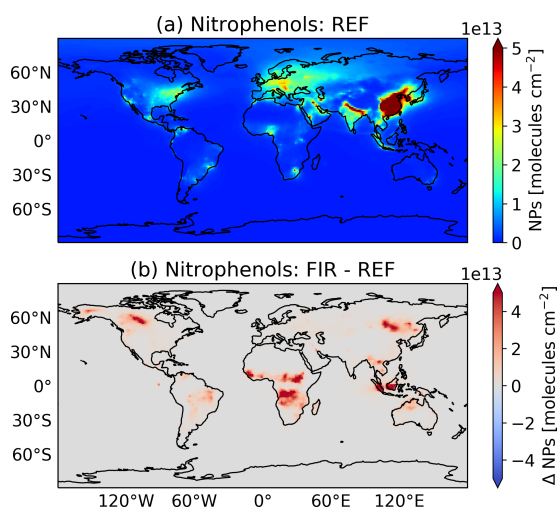 (a) Nitrophenols: REF
1e13
60°N
30°N
0°
30°S
60°S
5
4
3
2
1
0
NPs [molecules cm⁻²]
(b) Nitrophenols: FIR - REF
1e13
60°N
30°N
0°
30°S
60°S
120°W 60°W 0° 60°E 120°E
4
2
0
−2
−4
Δ NPs [molecules cm⁻²]